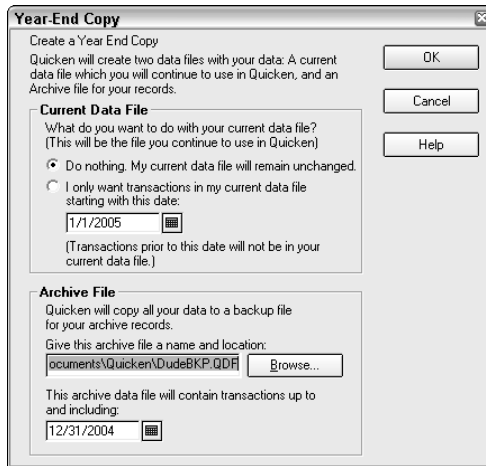 Year-End Copy
Create a Year End Copy
Quicken will create two data files with your data: A current
data file which you will continue to use in Quicken, and an
Archive file for your records.
OK
Cancel
Help
Current Data File
What do you want to do with your current data file?
(This will be the file you continue to use in Quicken)
Do nothing. My current data file will remain unchanged.
I only want transactions in my current data file
starting with this date:
1/1/2005
(Transactions prior to this date will not be in your
current data file.)
Archive File
Quicken will copy all your data to a backup file
for your archive records.
Give this archive file a name and location:
ocuments\Quicken\DudeBKP.QDF
Browse...
This archive data file will contain transactions up to
and including:
12/31/2004